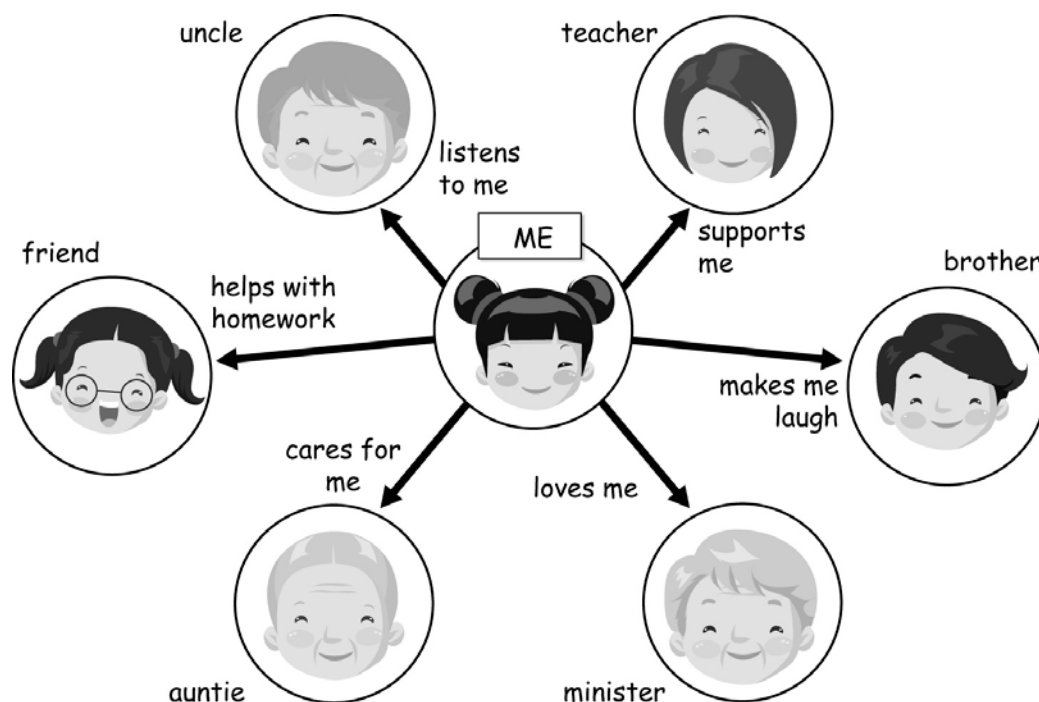 uncle
teacher
listens
to me
ME
supports
me
friend
brother
helps with
homework
makes me
laugh
cares for
me
loves me
auntie
minister